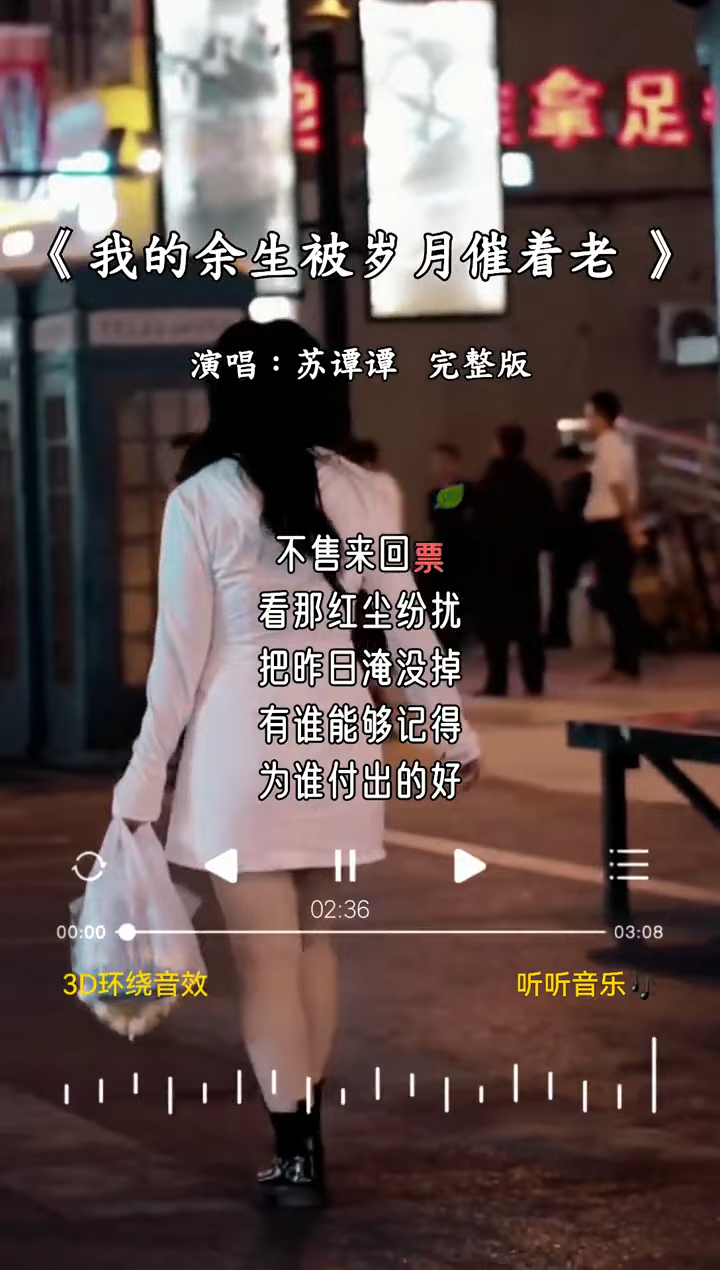 拿足
《 我的余生被岁月催着老 》
演唱：苏谭谭 完整版
不售来回票
看那红尘纷扰
把昨日淹没掉
有谁能够记得
为谁付出的好
02:36
00:00 03:08
3D环绕音效 听听音乐